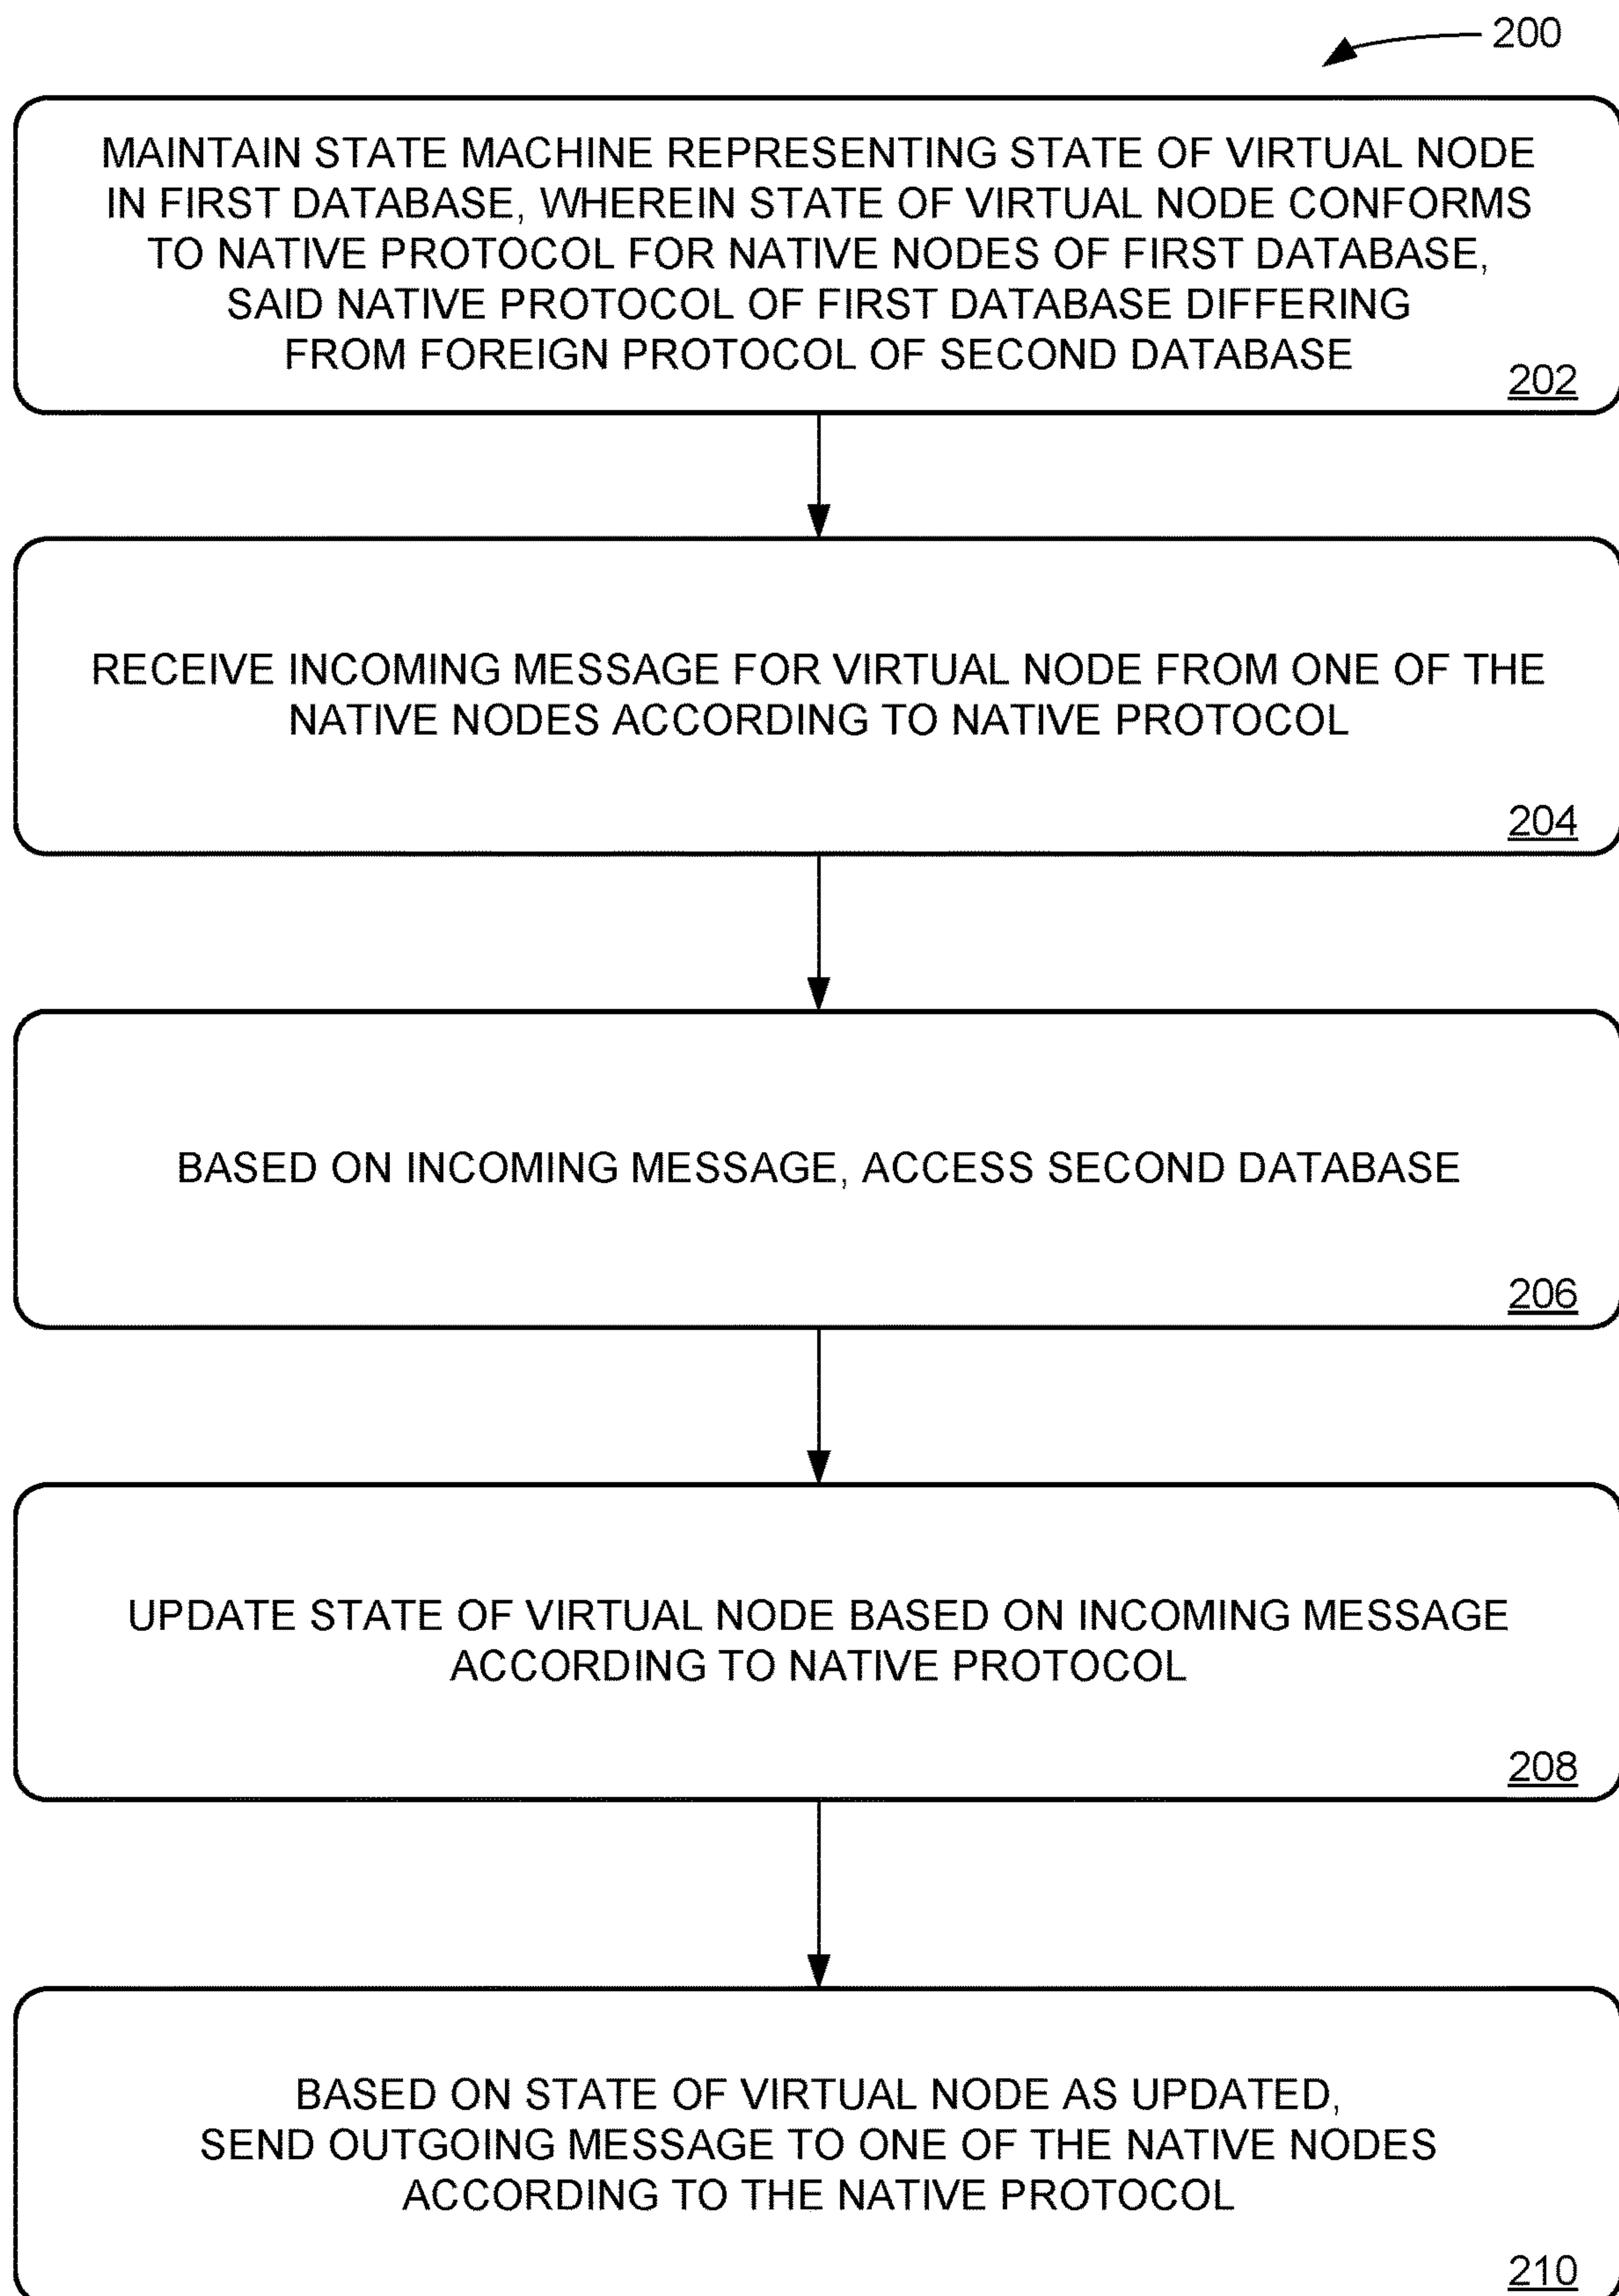 200
MAINTAIN STATE MACHINE REPRESENTING STATE OF VIRTUAL NODE
IN FIRST DATABASE, WHEREIN STATE OF VIRTUAL NODE CONFORMS
TO NATIVE PROTOCOL FOR NATIVE NODES OF FIRST DATABASE,
SAID NATIVE PROTOCOL OF FIRST DATABASE DIFFERING
FROM FOREIGN PROTOCOL OF SECOND DATABASE
202
RECEIVE INCOMING MESSAGE FOR VIRTUAL NODE FROM ONE OF THE
NATIVE NODES ACCORDING TO NATIVE PROTOCOL
204
BASED ON INCOMING MESSAGE, ACCESS SECOND DATABASE
206
UPDATE STATE OF VIRTUAL NODE BASED ON INCOMING MESSAGE
ACCORDING TO NATIVE PROTOCOL
208
BASED ON STATE OF VIRTUAL NODE AS UPDATED,
SEND OUTGOING MESSAGE TO ONE OF THE NATIVE NODES
ACCORDING TO THE NATIVE PROTOCOL
210